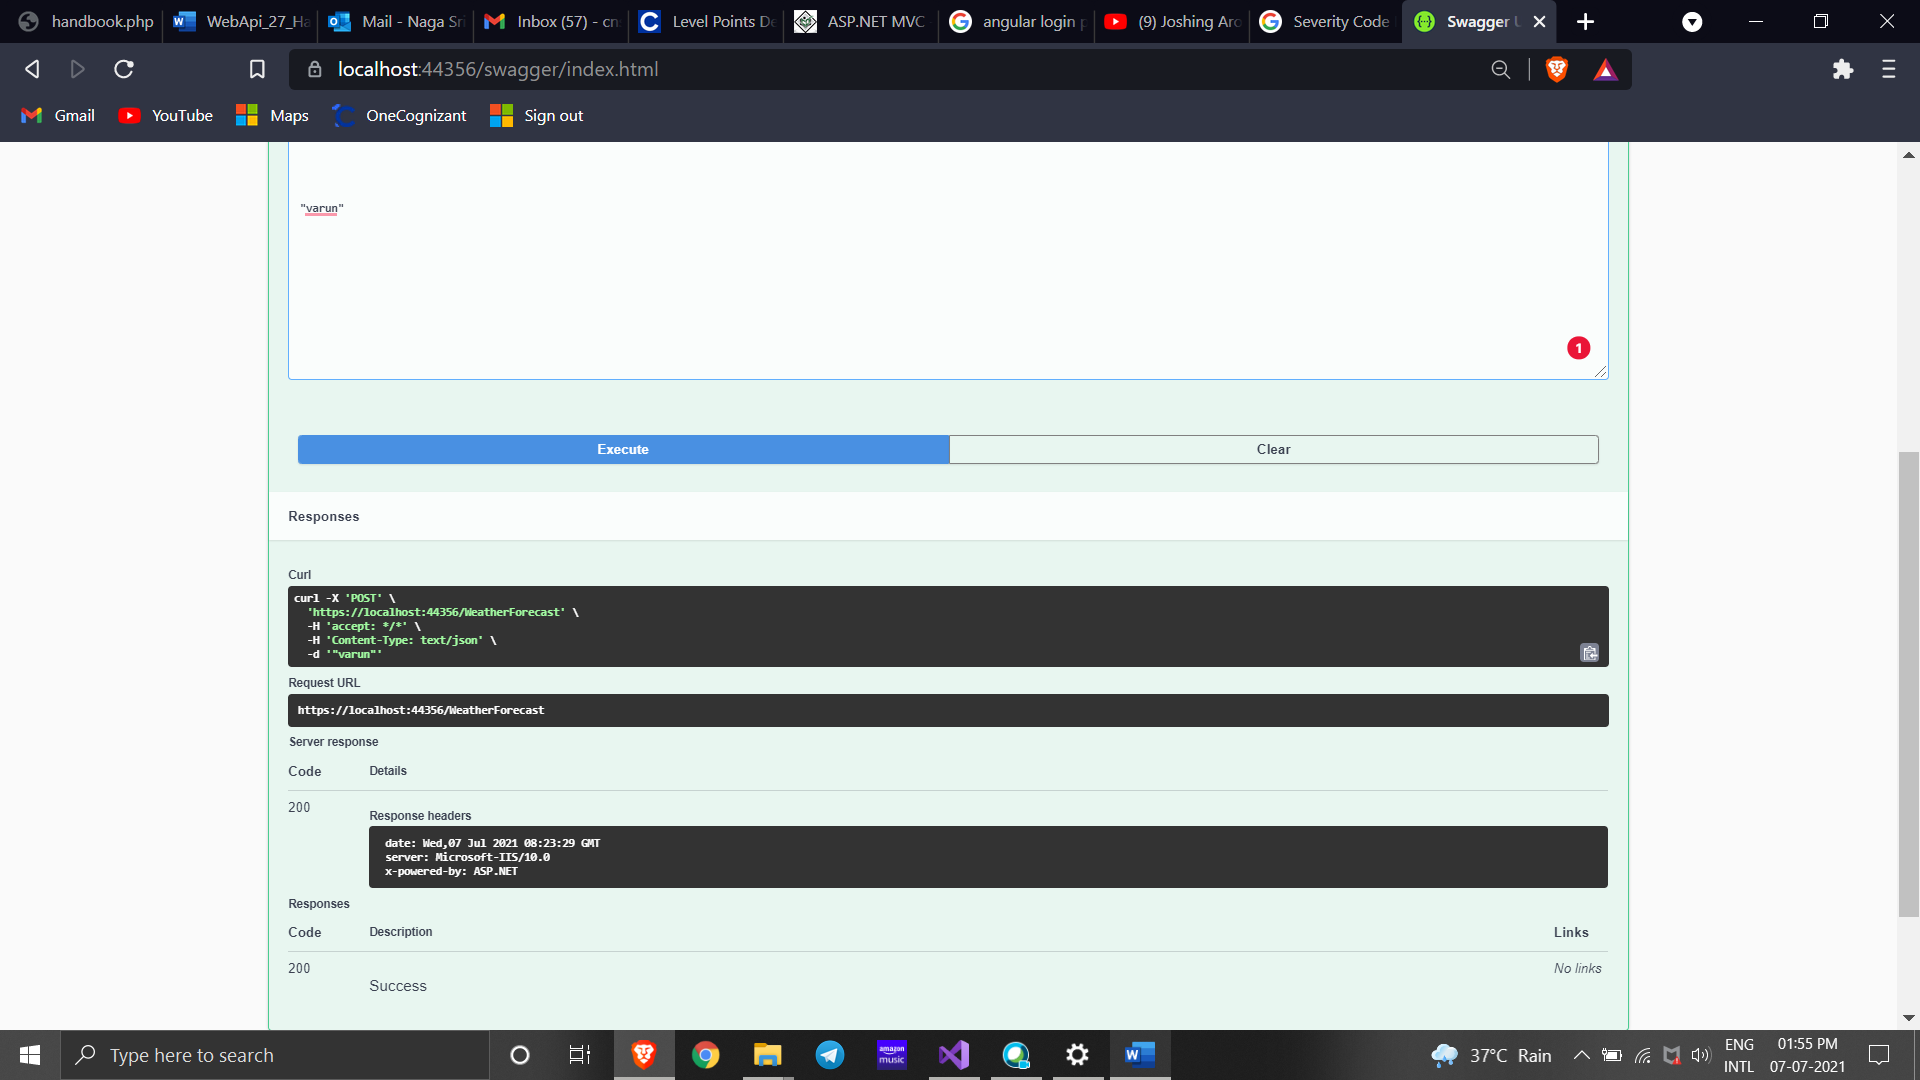 handbook.php
WebApi_27_Ha
Mail - Naga Sri
Inbox (57) - cn
Level Points De
ASP.NET MVC
angular login p
(9) Joshing Aro
Severity Code
Swagger U
localhost:44356/swagger/index.html
Gmail
YouTube
Maps
OneCognizant
Sign out
"varun"
1
Execute
Clear
Responses
Curl
curl -X 'POST' \
'https://localhost:44356/WeatherForecast' \
-H 'accept: */*' \
-H 'Content-Type: text/json' \
-d '"varun"'
Request URL
https://localhost:44356/WeatherForecast
Server response
Code Details
200
Response headers
date: Wed,07 Jul 2021 08:23:29 GMT
server: Microsoft-IIS/10.0
x-powered-by: ASP.NET
Responses
Code Description Links
200 No links
Success
Type here to search
amazon
music
37°C Rain
ENG
INTL
01:55 PM
07-07-2021